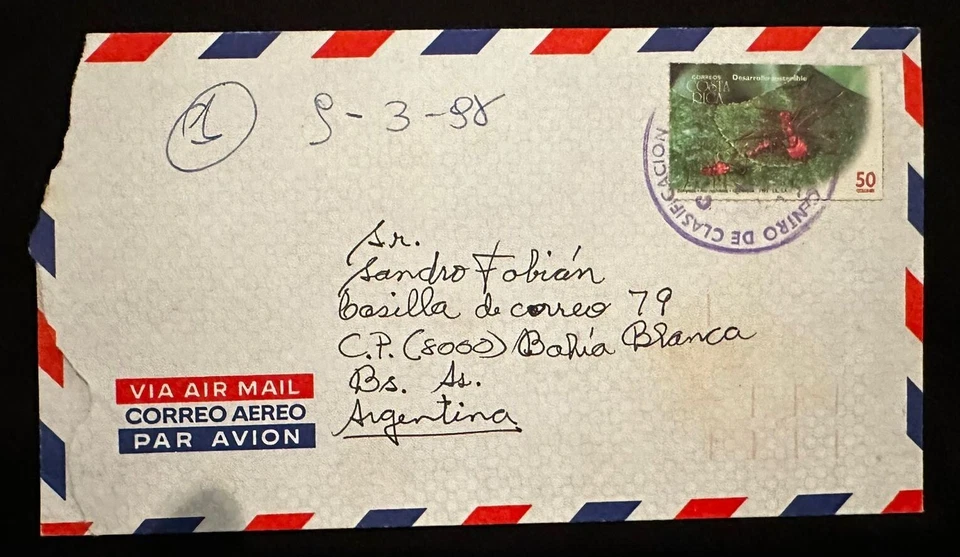 1
9-3-98
CORREOS
COSTA
RICA
Desarrollo sostenible
50
CENTRO DE CLASIFICACION
Sr.
Sandro Fobián
Casilla de correo 79
C.P. (8000) Bahía Blanca
Bs. As.
Argentina
VIA AIR MAIL
CORREO AEREO
PAR AVION